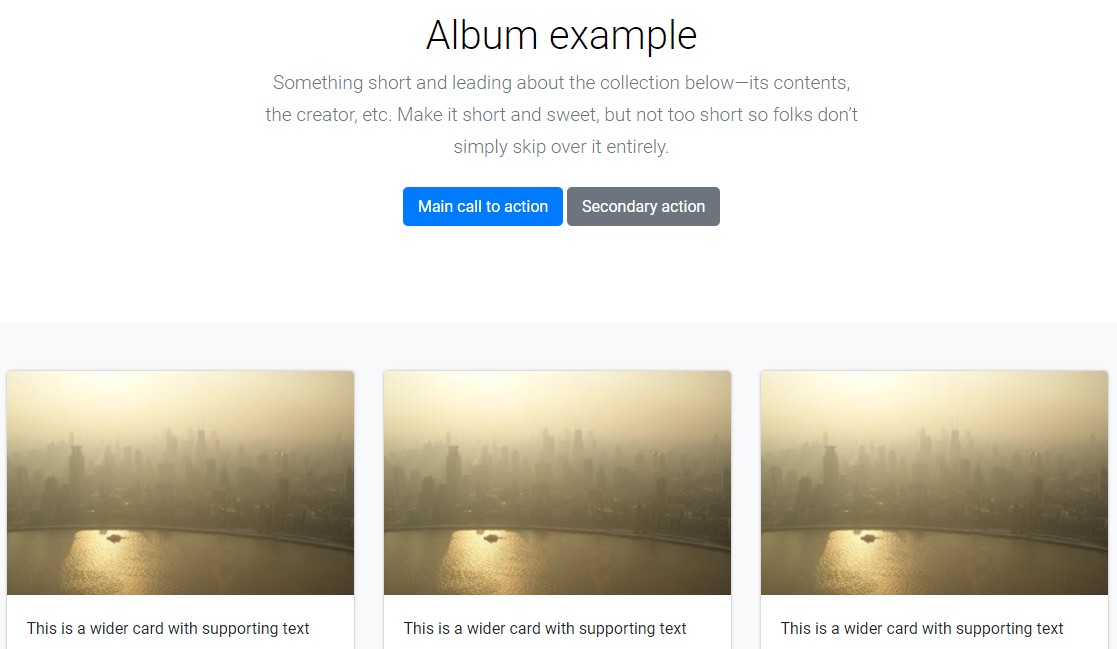 Album example
Something short and leading about the collection below—its contents,
the creator, etc. Make it short and sweet, but not too short so folks don’t
simply skip over it entirely.
Main call to action
Secondary action
This is a wider card with supporting text
This is a wider card with supporting text
This is a wider card with supporting text